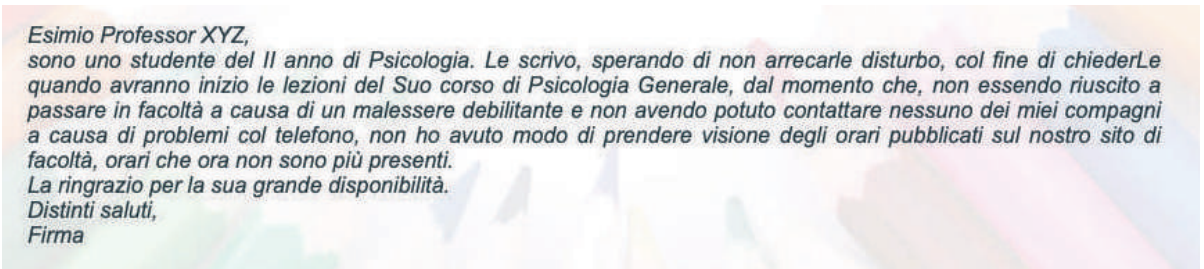 Esimio Professor XYZ,
sono uno studente del II anno di Psicologia. Le scrivo, sperando di non arrecarle disturbo, col fine di chiederLe
quando avranno inizio le lezioni del Suo corso di Psicologia Generale, dal momento che, non essendo riuscito a
passare in facoltà a causa di un malessere debilitante e non avendo potuto contattare nessuno dei miei compagni
a causa di problemi col telefono, non ho avuto modo di prendere visione degli orari pubblicati sul nostro sito di
facoltà, orari che ora non sono più presenti.
La ringrazio per la sua grande disponibilità.
Distinti saluti,
Firma